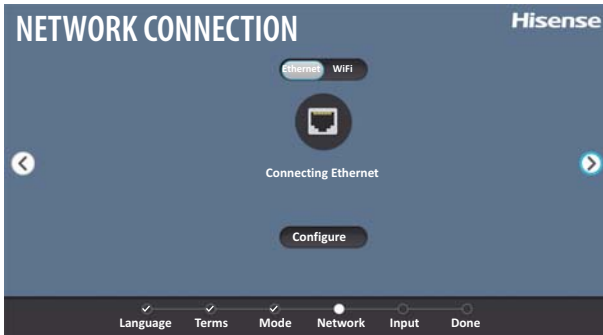 NETWORK CONNECTION
Hisense
Ethernet WiFi
Connecting Ethernet
Configure
Language Terms Mode Network Input Done